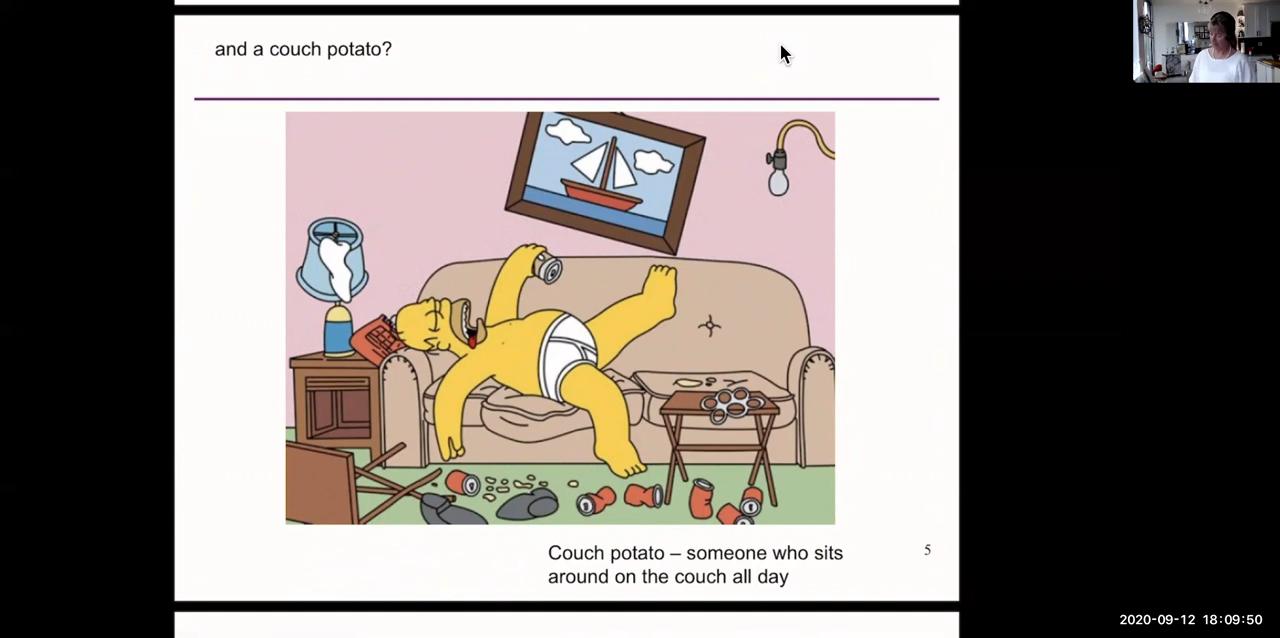 and a couch potato?
Couch potato – someone who sits
around on the couch all day
5
2020-09-12 18:09:50